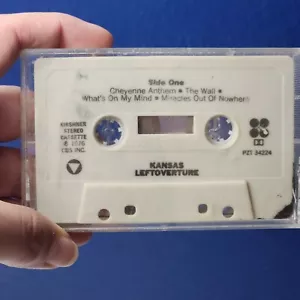 Side One
Cheyenne Anthem • The Wall •
What's On My Mind • Miracles Out Of Nowhere
KIRSHNER
STEREO
CASSETTE
℗ 1976
CBS INC.
PZT 34224
KANSAS
LEFTOVERTURE